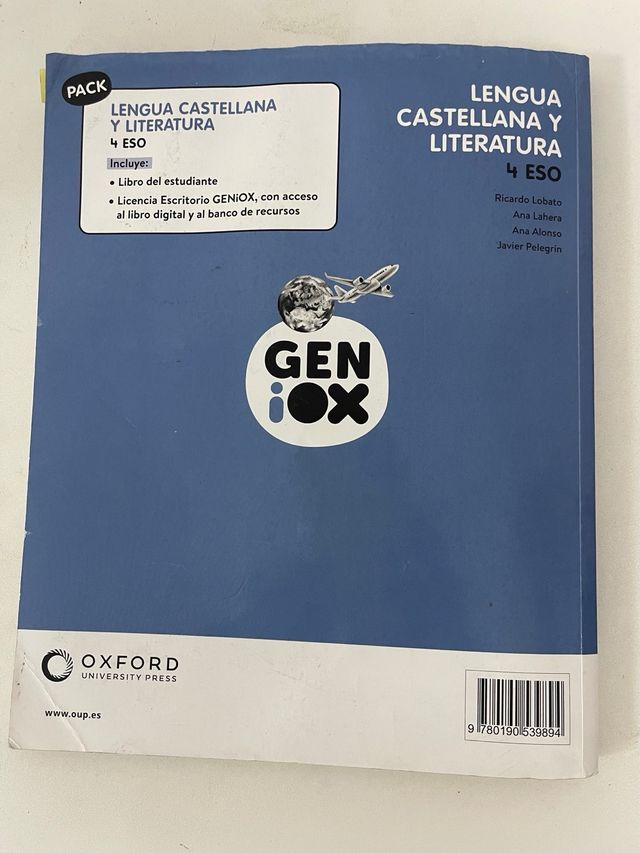 PACK
LENGUA CASTELLANA
Y LITERATURA
4 ESO
Incluye:
• Libro del estudiante
• Licencia Escritorio GENiOX, con acceso
al libro digital y al banco de recursos
LENGUA
CASTELLANA Y
LITERATURA
4 ESO
Ricardo Lobato
Ana Lahera
Ana Alonso
Javier Pelegrín
GEN
iOX
OXFORD
UNIVERSITY PRESS
www.oup.es
9 780190 539894